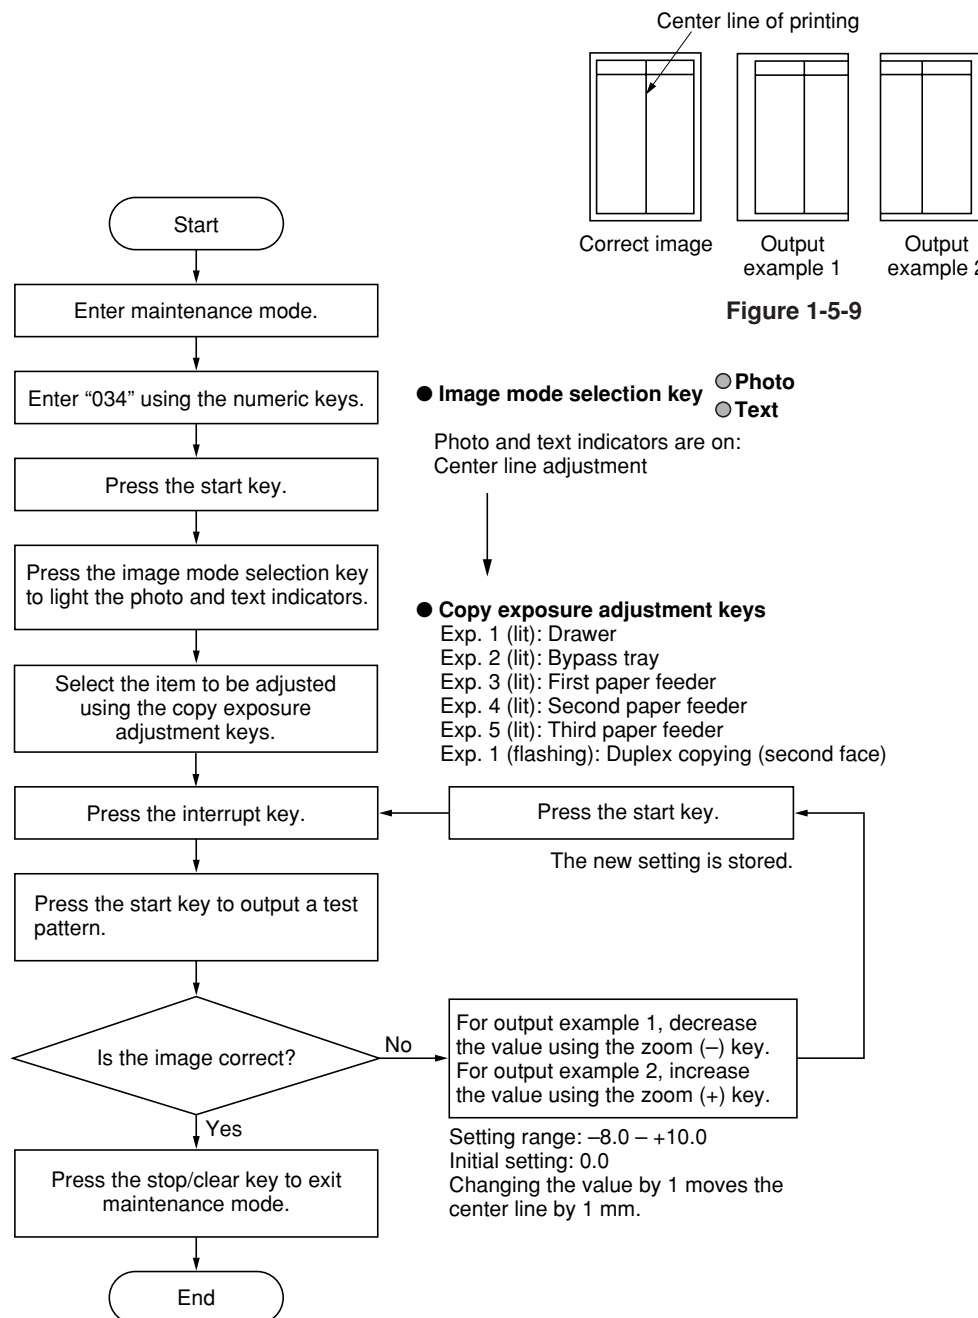 Center line of printing
Correct image
Output
example 1
Output
example
Figure 1-5-9
Start
Enter maintenance mode.
Enter “034” using the numeric keys.
Press the start key.
Press the image mode selection key
to light the photo and text indicators.
Select the item to be adjusted
using the copy exposure
adjustment keys.
Press the interrupt key.
Press the start key to output a test
pattern.
Is the image correct?
No
Yes
Press the stop/clear key to exit
maintenance mode.
End
● Image mode selection key
Photo
Text
Photo and text indicators are on:
Center line adjustment
● Copy exposure adjustment keys
Exp. 1 (lit): Drawer
Exp. 2 (lit): Bypass tray
Exp. 3 (lit): First paper feeder
Exp. 4 (lit): Second paper feeder
Exp. 5 (lit): Third paper feeder
Exp. 1 (flashing): Duplex copying (second face)
Press the start key.
The new setting is stored.
For output example 1, decrease
the value using the zoom (–) key.
For output example 2, increase
the value using the zoom (+) key.
Setting range: –8.0 – +10.0
Initial setting: 0.0
Changing the value by 1 moves the
center line by 1 mm.